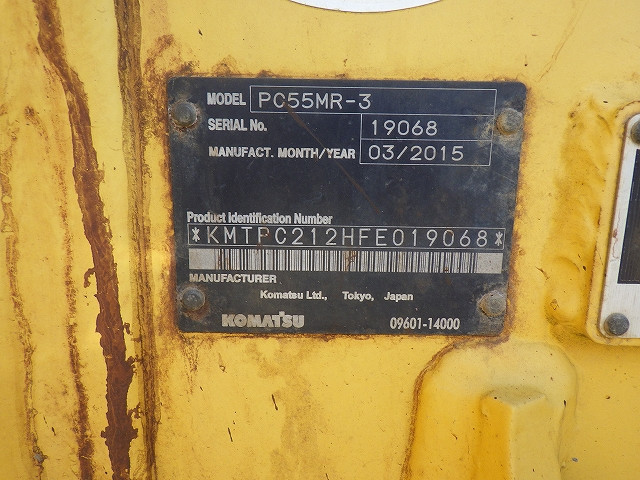 MODEL PC55MR-3
SERIAL No. 19068
MANUFACT. MONTH/YEAR 03/2015
Product Identification Number
*KMTPC212HFE019068*
MANUFACTURER
Komatsu Ltd., Tokyo, Japan
KOMATSU 09601-14000